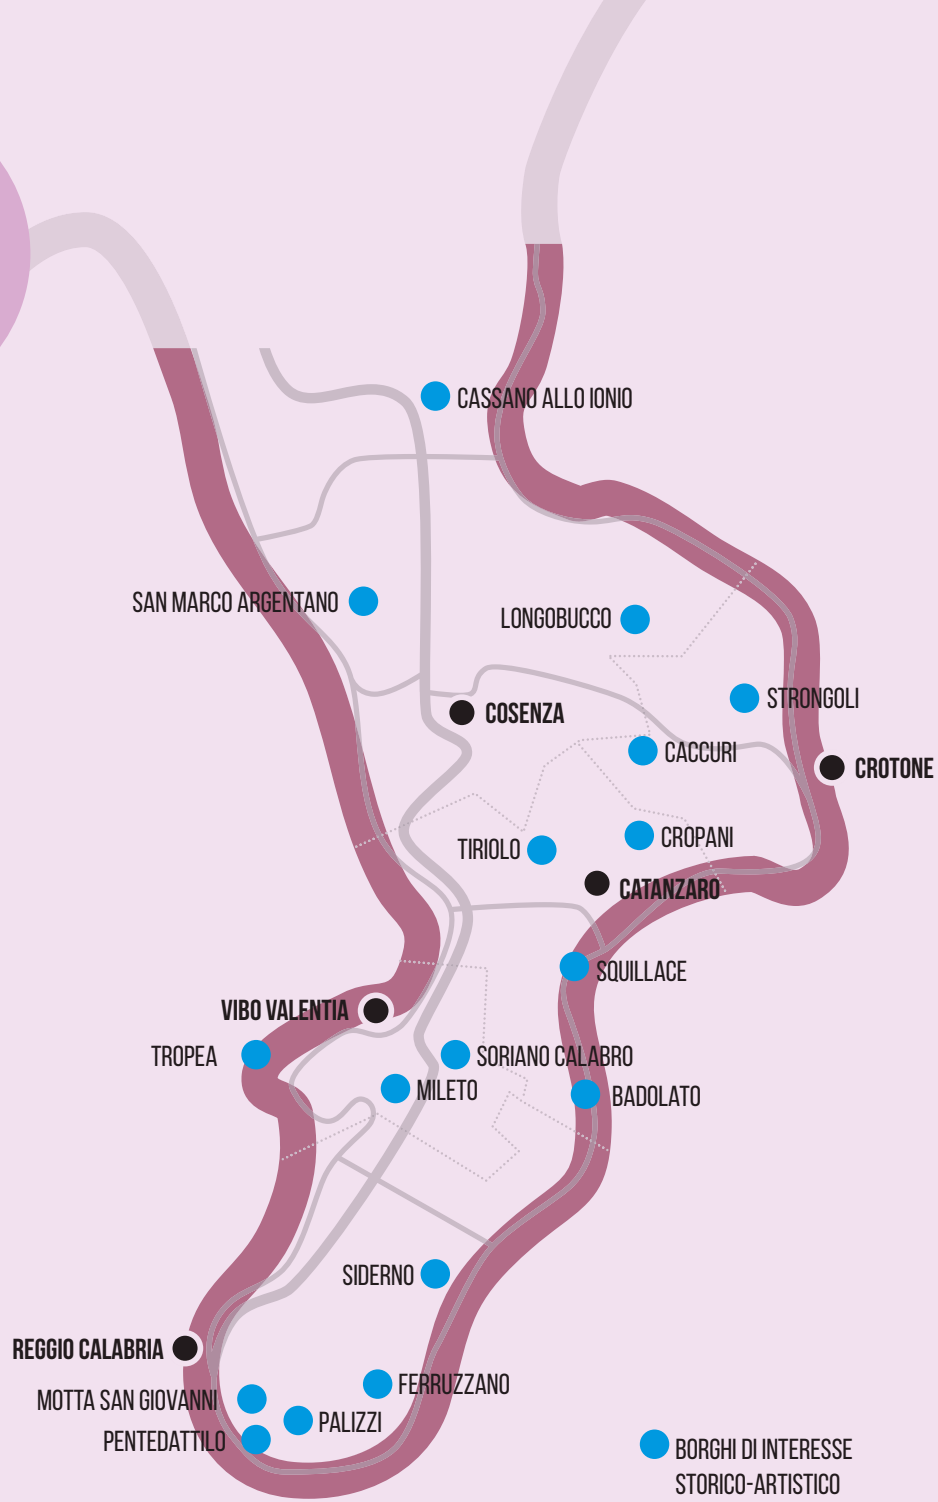 CASSANO ALLO IONIO
SAN MARCO ARGENTANO
LONGOBUCCO
STRONGOLI
COSENZA
CACCURI
CROTONE
TIRIOLO
CROPANI
CATANZARO
SQUILLACE
VIBO VALENTIA
TROPEA
SORIANO CALABRO
MILETO
BADOLATO
SIDERNO
REGGIO CALABRIA
FERRUZZANO
MOTTA SAN GIOVANNI
PALIZZI
PENTEDATTILO
BORGHI DI INTERESSE
STORICO-ARTISTICO